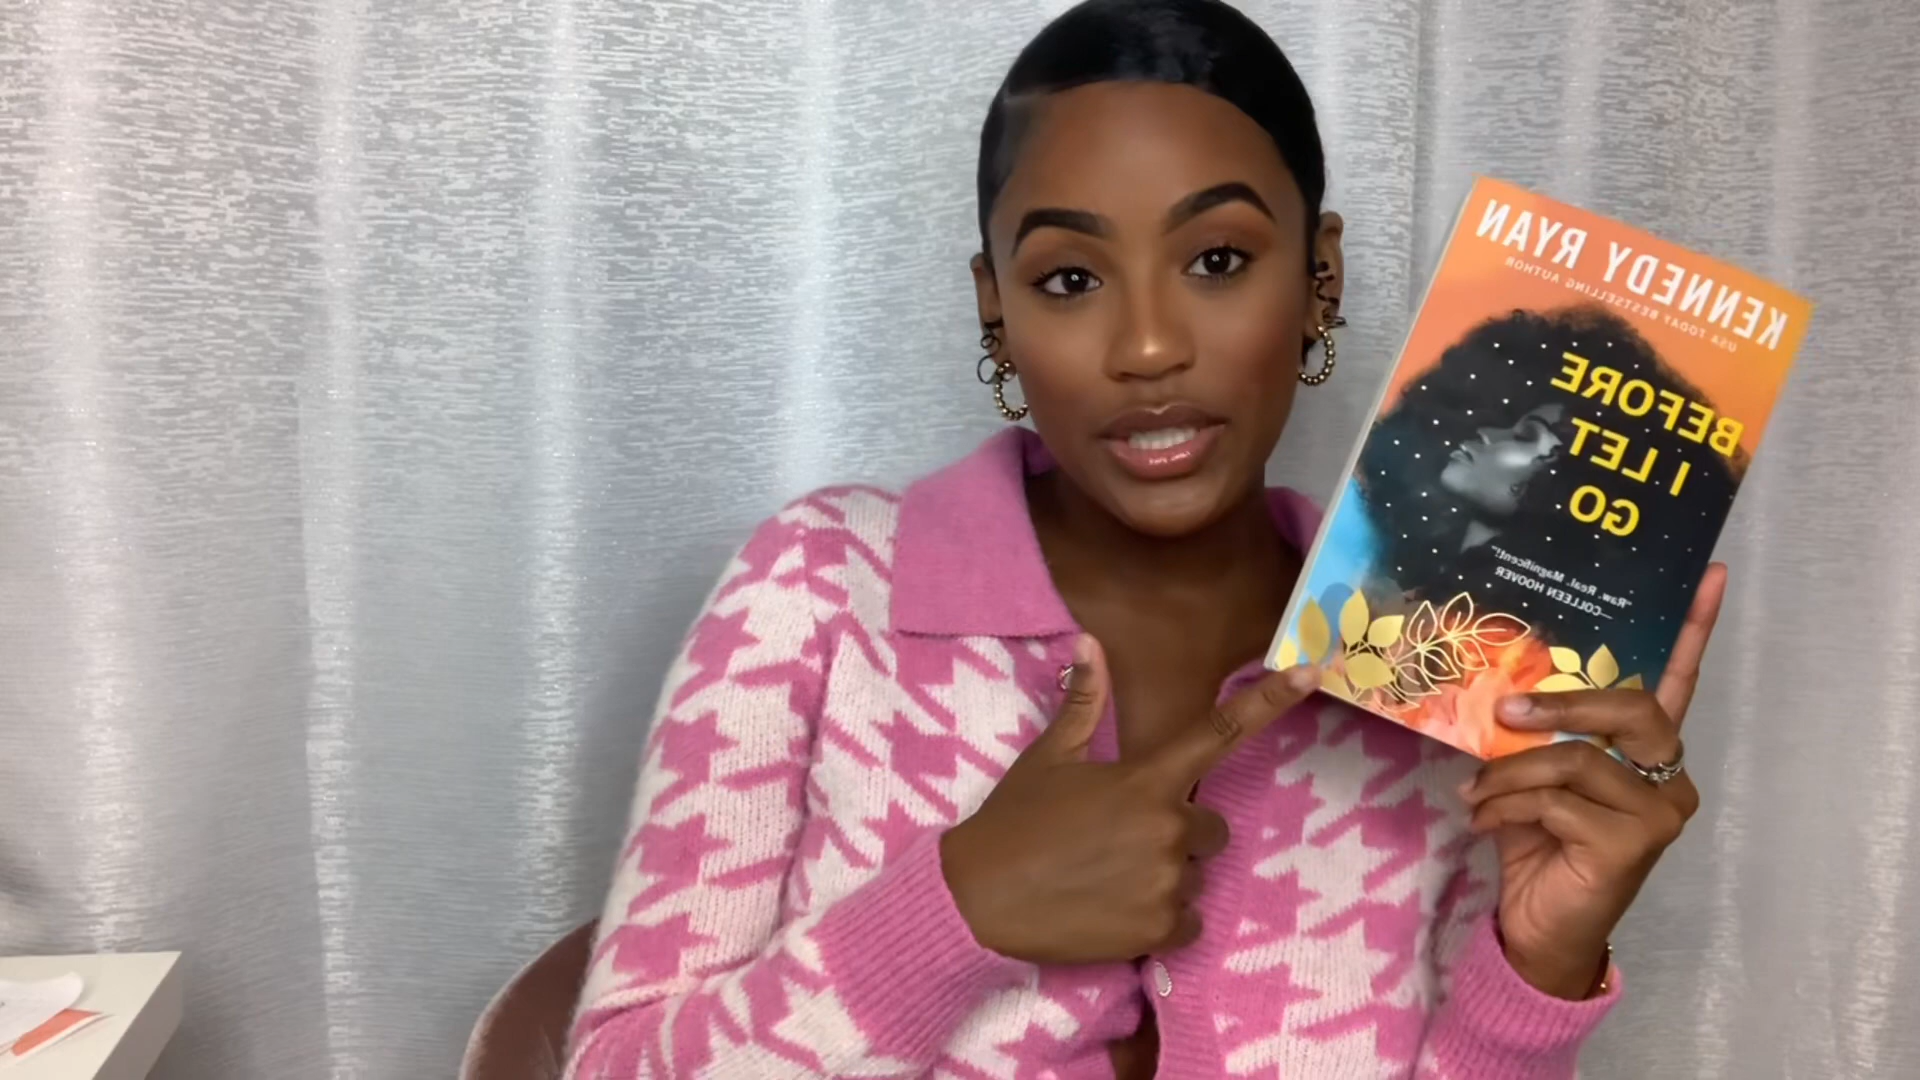 KENNEDY RYAN
USA TODAY BESTSELLING AUTHOR
BEFORE
I LET
GO
"Raw. Real. Magnificent!"
—COLLEEN HOOVER